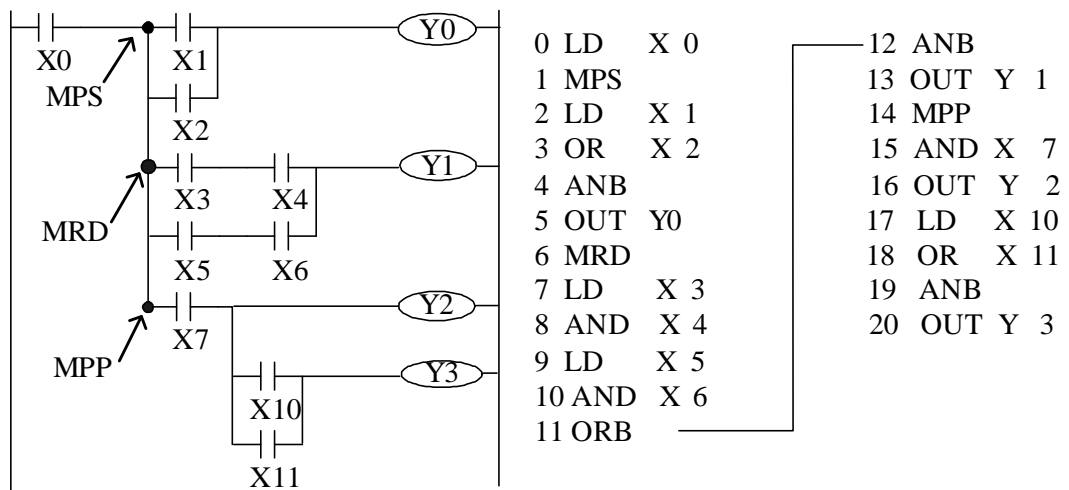 Y0
X0 X1
MPS
X2
Y1
X3 X4
MRD
X5 X6
Y2
X7
MPP
Y3
X10
X11
0 LD X 0
1 MPS
2 LD X 1
3 OR X 2
4 ANB
5 OUT Y0
6 MRD
7 LD X 3
8 AND X 4
9 LD X 5
10 AND X 6
11 ORB
12 ANB
13 OUT Y 1
14 MPP
15 AND X 7
16 OUT Y 2
17 LD X 10
18 OR X 11
19 ANB
20 OUT Y 3